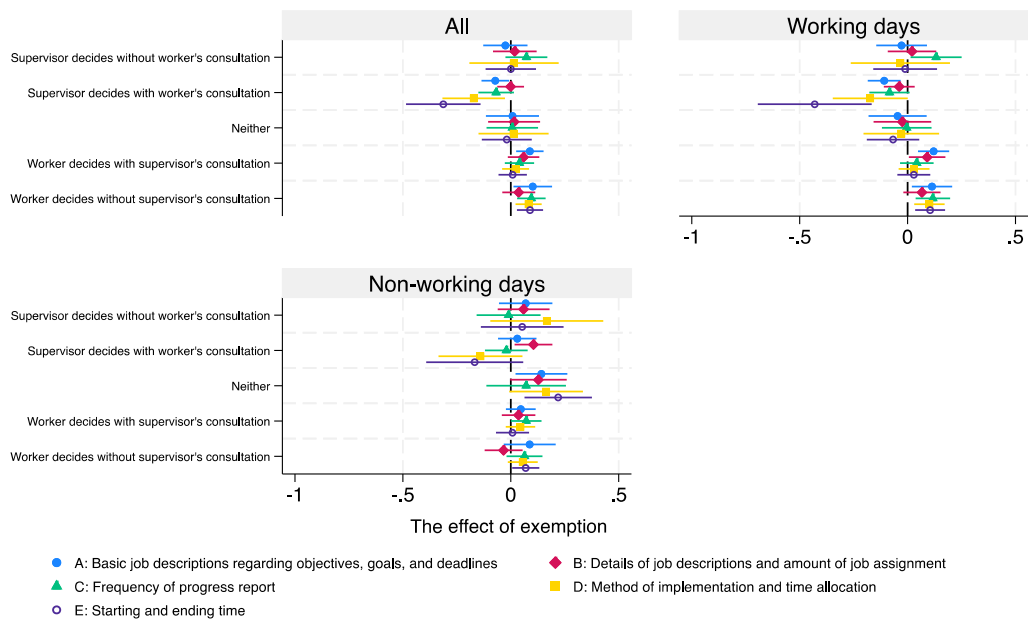 All
Working days
Supervisor decides without worker's consultation
Supervisor decides with worker's consultation
Neither
Worker decides with supervisor's consultation
Worker decides without supervisor's consultation
-1
-.5
0
.5
Non-working days
Supervisor decides without worker's consultation
Supervisor decides with worker's consultation
Neither
Worker decides with supervisor's consultation
Worker decides without supervisor's consultation
-1
-.5
0
.5
The effect of exemption
A: Basic job descriptions regarding objectives, goals, and deadlines
B: Details of job descriptions and amount of job assignment
C: Frequency of progress report
D: Method of implementation and time allocation
E: Starting and ending time